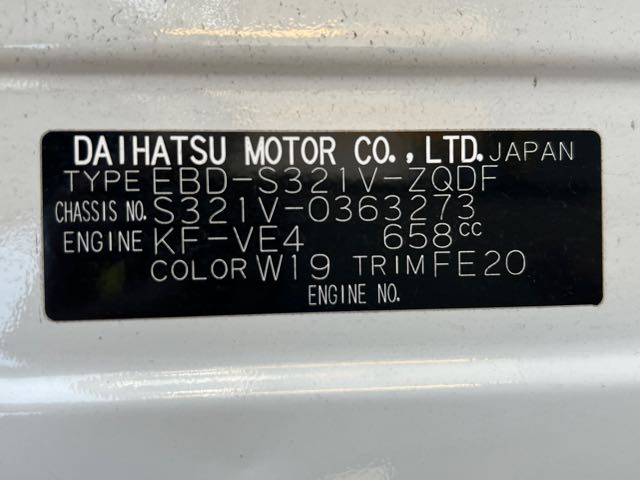 DAIHATSU MOTOR CO.,LTD. JAPAN
TYPE EBD-S321V-ZQDF
CHASSIS NO. S321V-0363273
ENGINE KF-VE4 658cc
COLOR W19 TRIM FE20
ENGINE NO.